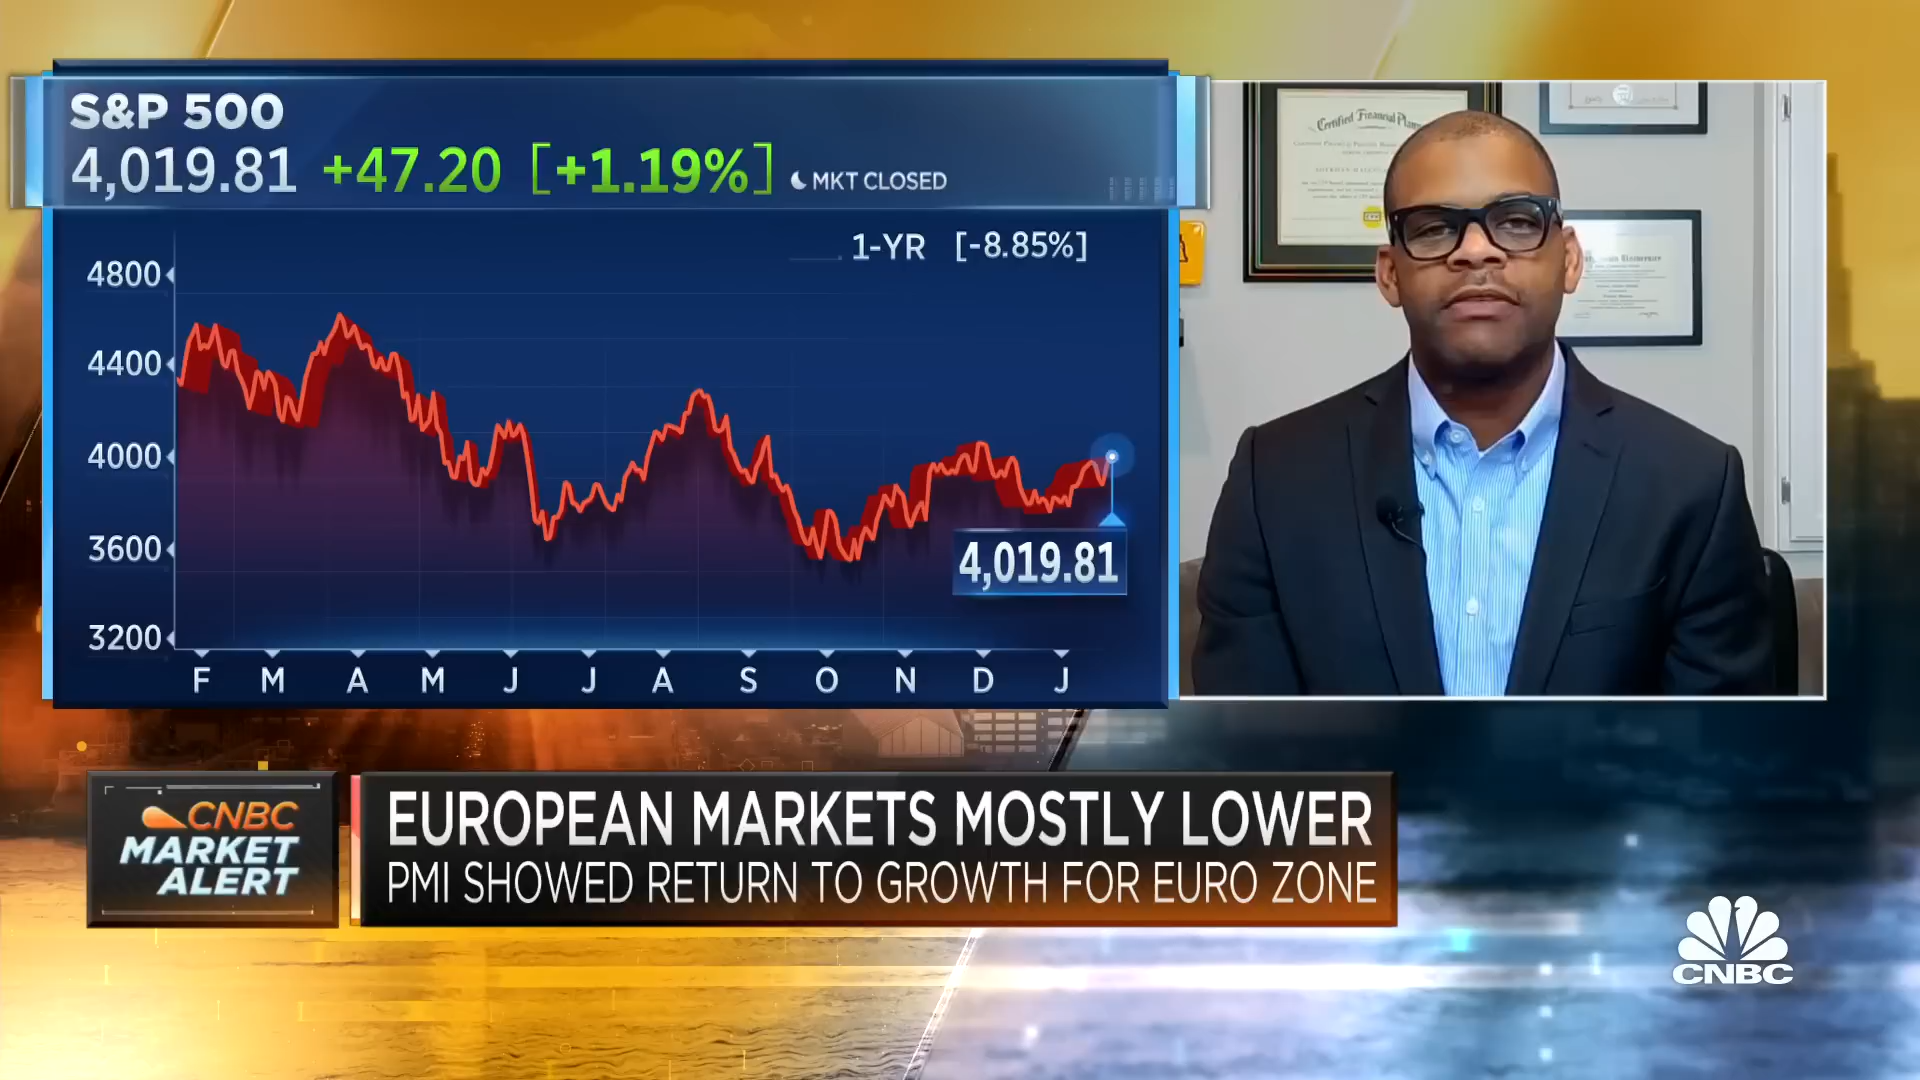 S&P 500
4,019.81 +47.20 [+1.19%] MKT CLOSED
1-YR [-8.85%]
4800
4400
4000
3600
3200
4,019.81
F M A M J J A S O N D J
Certified Financial
CNBC
MARKET
ALERT
EUROPEAN MARKETS MOSTLY LOWER
PMI SHOWED RETURN TO GROWTH FOR EURO ZONE
CNBC